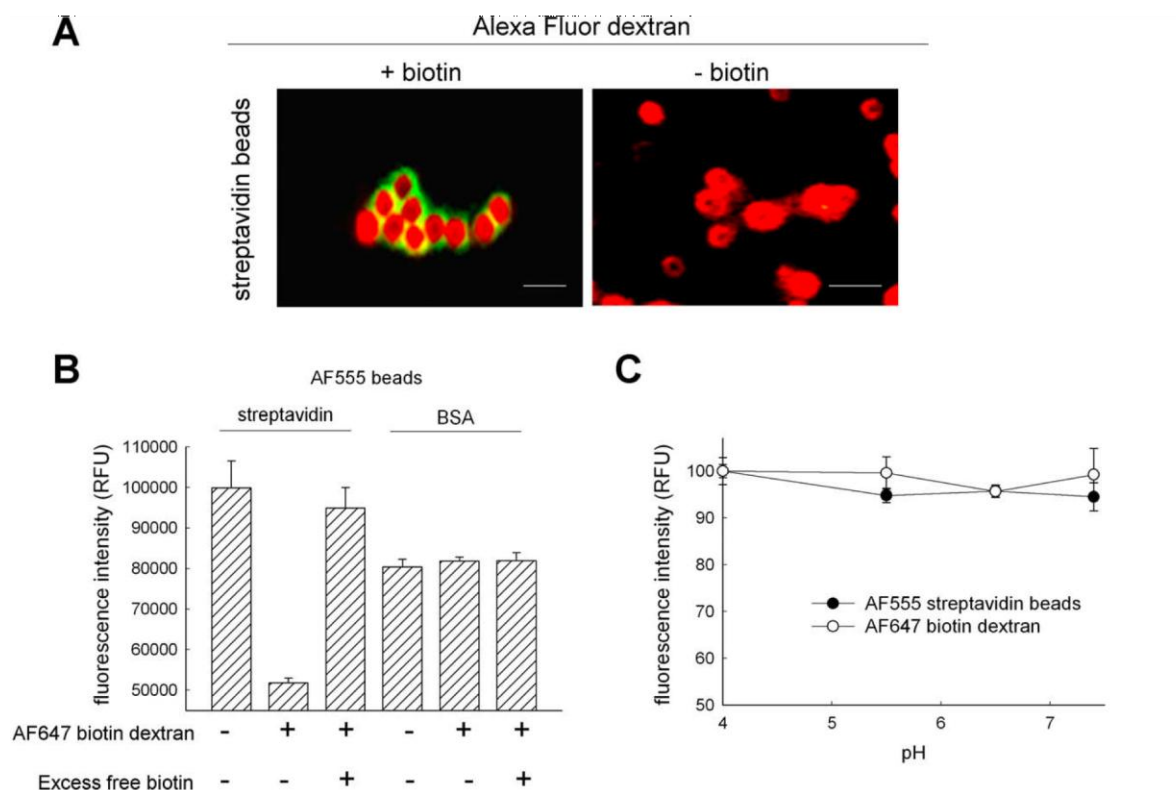 A
Alexa Fluor dextran
+ biotin
- biotin
streptavidin beads
B
AF555 beads
streptavidin
BSA
fluorescence intensity (RFU)
110000
100000
90000
80000
70000
60000
50000
AF647 biotin dextran - + + - + +
Excess free biotin - - + - - +
C
fluorescence intensity (RFU)
100
90
80
70
60
50
AF555 streptavidin beads
AF647 biotin dextran
4 5 6 7
pH